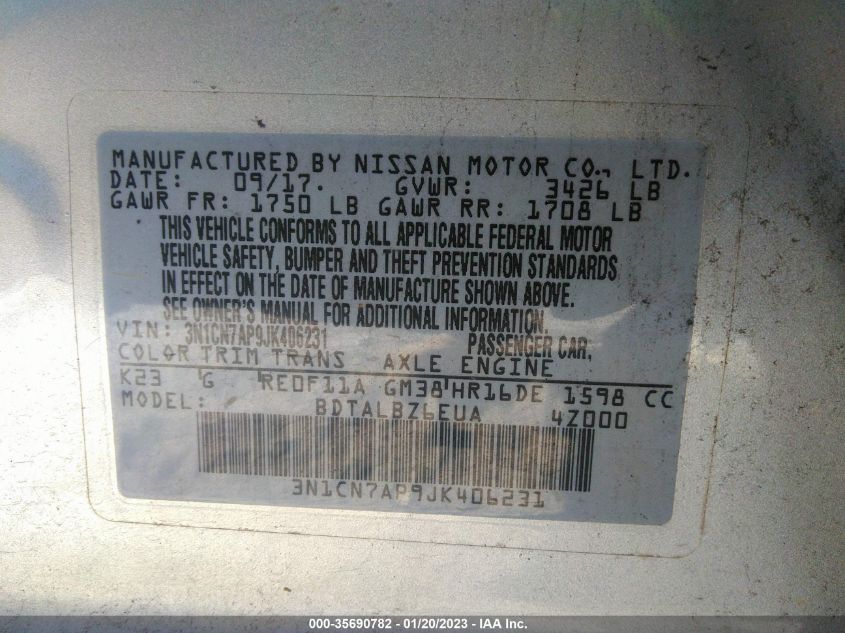 MANUFACTURED BY NISSAN MOTOR CO., LTD.
DATE: 09/17. GVWR: 3426 LB
GAWR FR: 1750 LB GAWR RR: 1708 LB
THIS VEHICLE CONFORMS TO ALL APPLICABLE FEDERAL MOTOR
VEHICLE SAFETY, BUMPER AND THEFT PREVENTION STANDARDS
IN EFFECT ON THE DATE OF MANUFACTURE SHOWN ABOVE.
SEE OWNER'S MANUAL FOR ADDITIONAL INFORMATION.
VIN: 3N1CN7AP9JK406231 PASSENGER CAR,
COLOR TRIM TRANS AXLE ENGINE
K23 G RE0F11A GM38 HR16DE 1598 CC
MODEL: BDTALBZ6EUA 4Z000
3N1CN7AP9JK406231
000-35690782 - 01/20/2023 - IAA Inc.